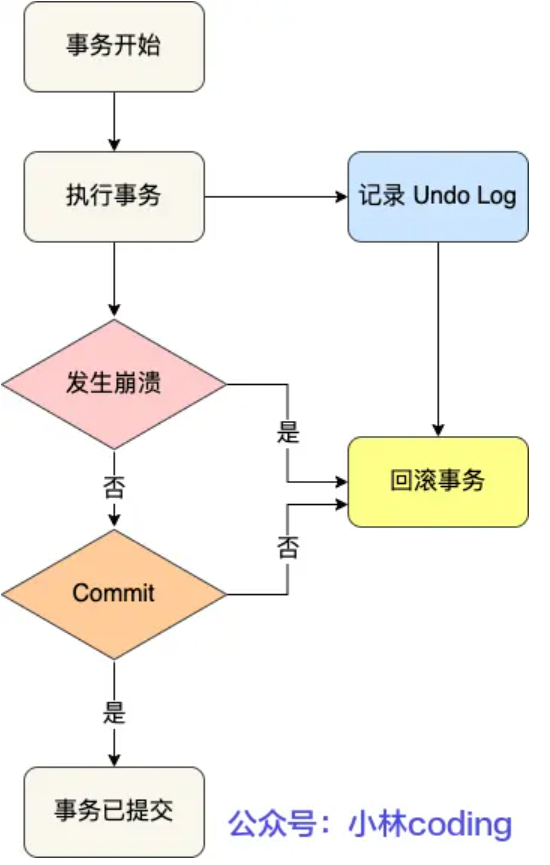 事务开始
执行事务
记录 Undo Log
发生崩溃
是
回滚事务
否
否
Commit
是
事务已提交
公众号：小林coding